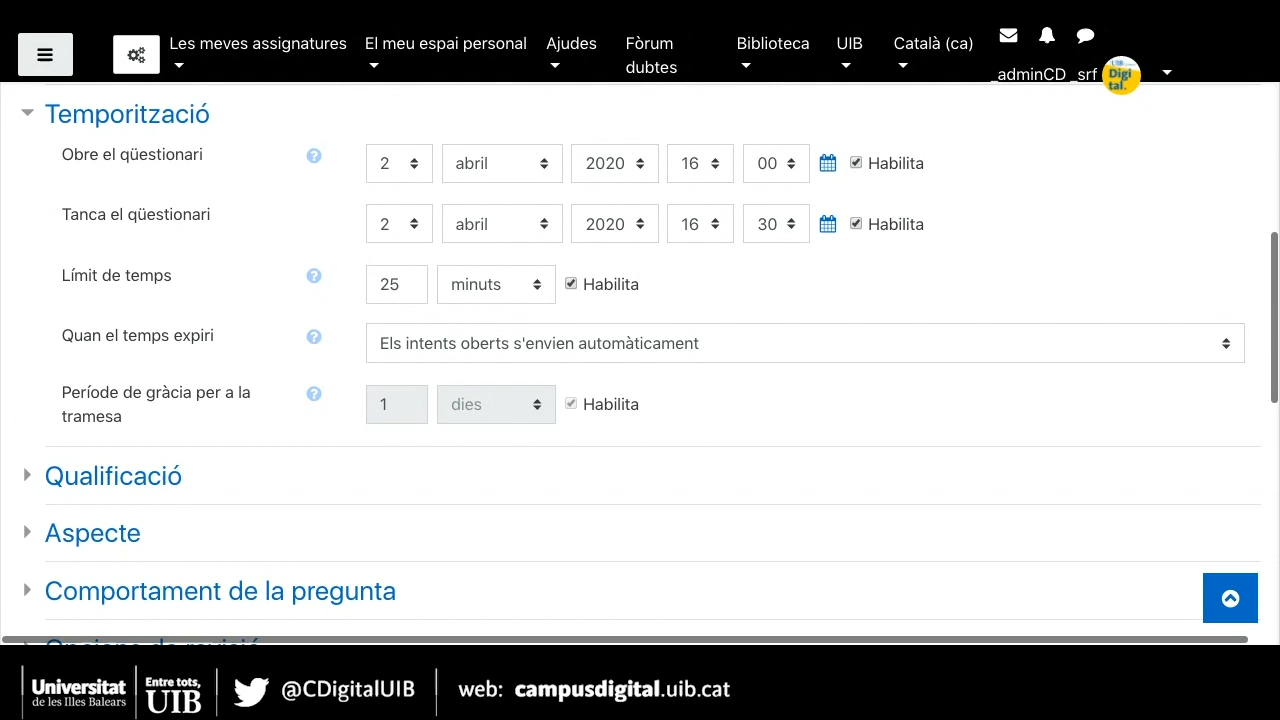 Les meves assignatures El meu espai personal Ajudes Fòrum dubtes Biblioteca UIB Català (ca)
_adminCD _srf Digi tal.
Temporització
Obre el qüestionari 2 abril 2020 16 00 Habilita
Tanca el qüestionari 2 abril 2020 16 30 Habilita
Límit de temps 25 minuts Habilita
Quan el temps expiri Els intents oberts s'envien automàticament
Període de gràcia per a la tramesa 1 dies Habilita
Qualificació
Aspecte
Comportament de la pregunta
Opcions de revisió
Universitat de les Illes Balears Entre tots, UIB @CDigitalUIB web: campusdigital.uib.cat